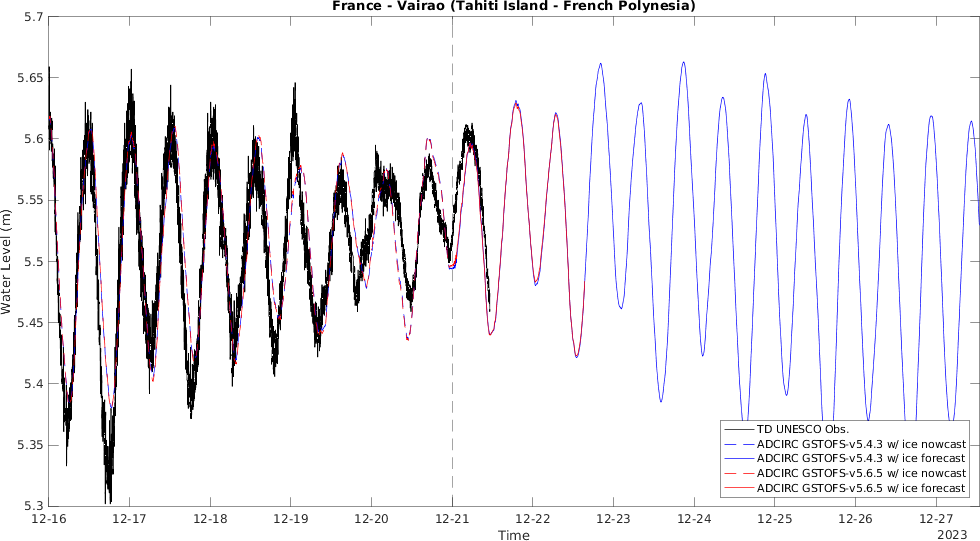 France - Vairao (Tahiti Island - French Polynesia)
5.7
5.65
5.6
5.55
5.5
5.45
5.4
5.35
5.3
Water Level (m)
TD UNESCO Obs.
ADCIRC GSTOFS-v5.4.3 w/ ice nowcast
ADCIRC GSTOFS-v5.4.3 w/ ice forecast
ADCIRC GSTOFS-v5.6.5 w/ ice nowcast
ADCIRC GSTOFS-v5.6.5 w/ ice forecast
12-16 12-17 12-18 12-19 12-20 12-21 12-22 12-23 12-24 12-25 12-26 12-27
Time
2023